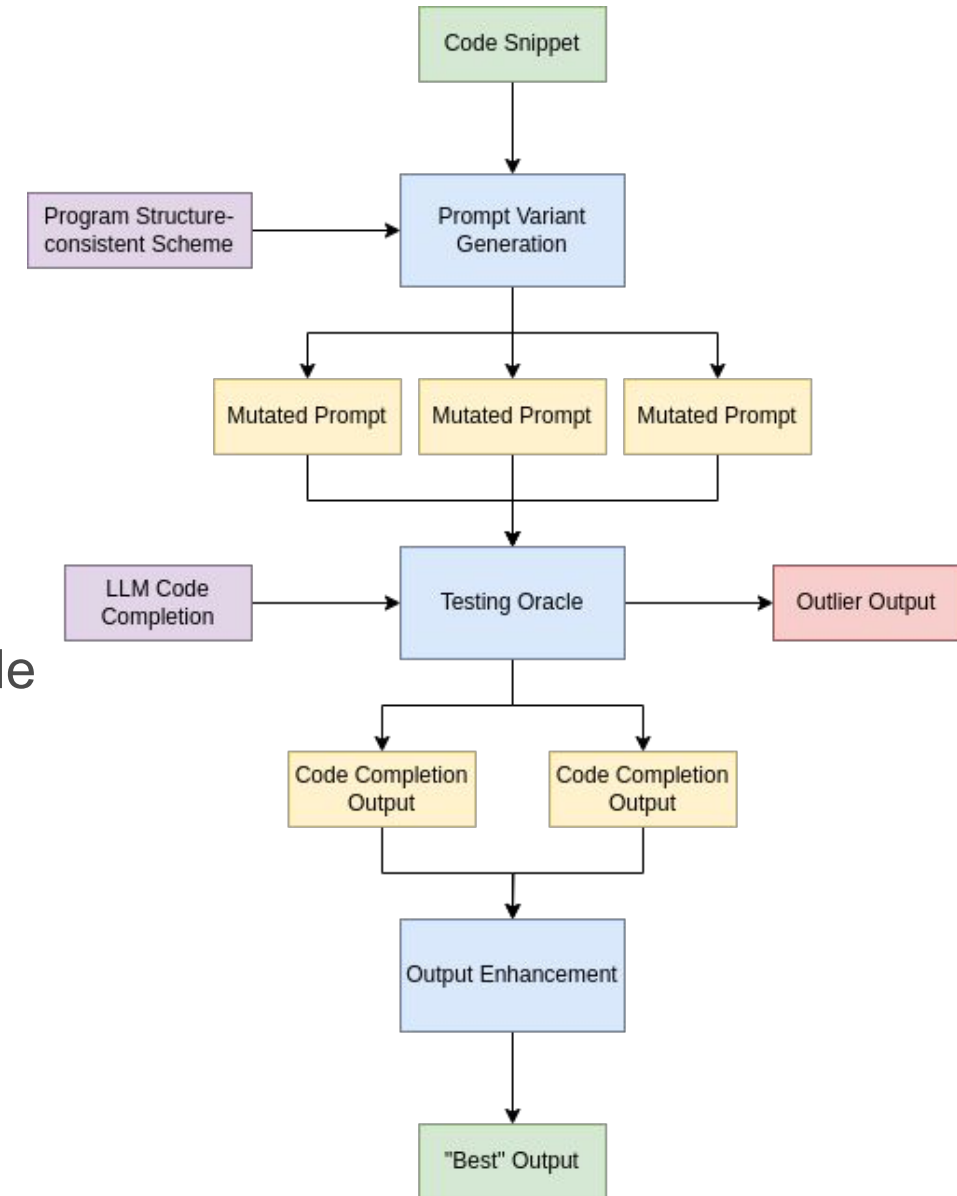 Code Snippet
Program Structure-
consistent Scheme
Prompt Variant
Generation
Mutated Prompt
Mutated Prompt
Mutated Prompt
LLM Code
Completion
Testing Oracle
Outlier Output
Code Completion
Output
Code Completion
Output
Output Enhancement
"Best" Output